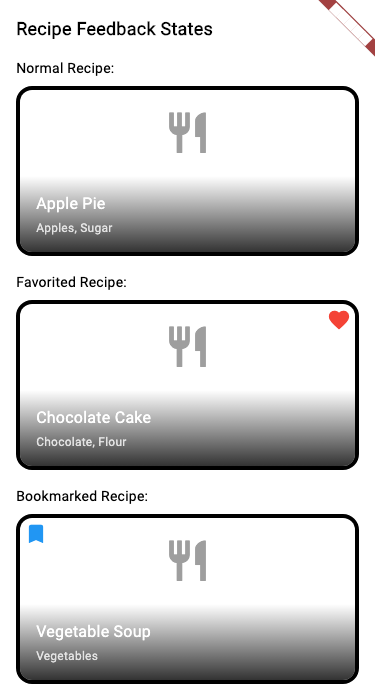 Recipe Feedback States
Normal Recipe:
Apple Pie
Apples, Sugar
Favorited Recipe:
Chocolate Cake
Chocolate, Flour
Bookmarked Recipe:
Vegetable Soup
Vegetables